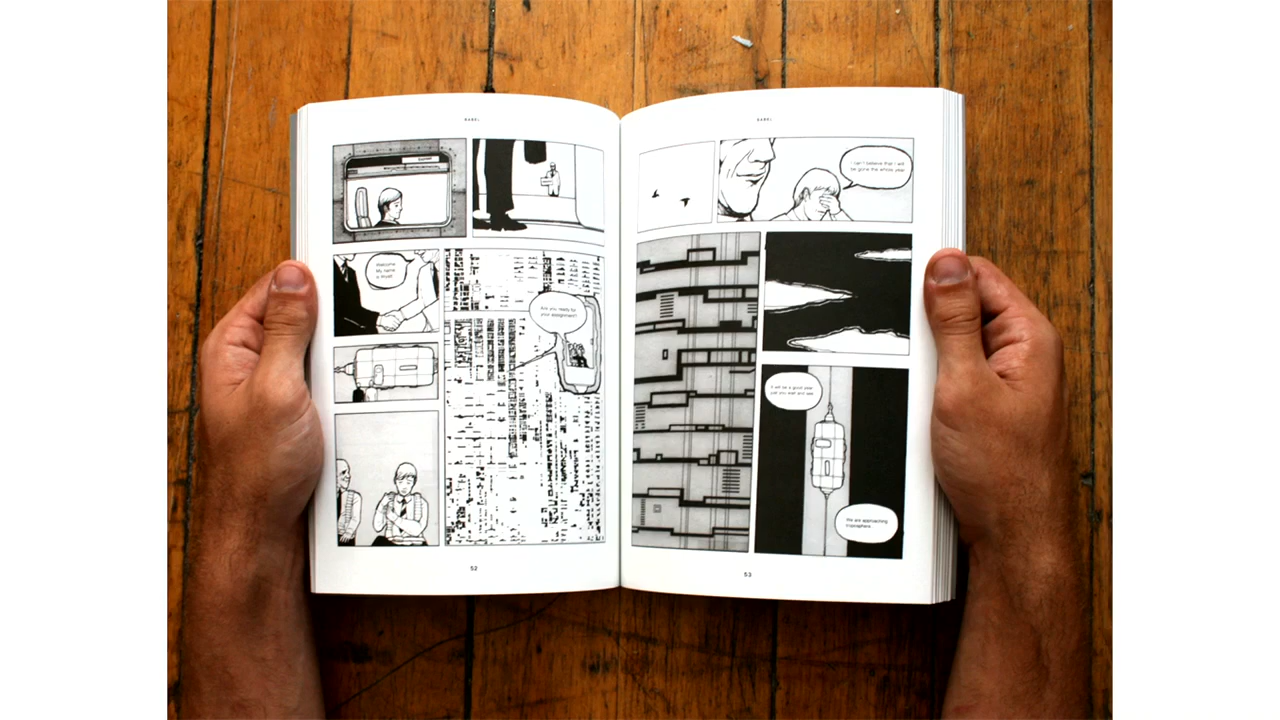 BABEL
Welcome
My name
is
Are you ready for
your assignment?
52
BABEL
I can't believe that I will
be gone the whole year
It will be a good year
just you wait and see.
We are approaching
troposphere.
53